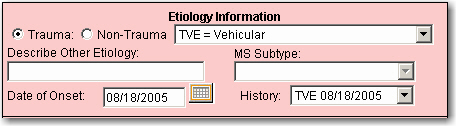 Etiology Information
Trauma: Non-Trauma TVE = Vehicular
Describe Other Etiology: MS Subtype:
Date of Onset: 08/18/2005 History: TVE 08/18/2005